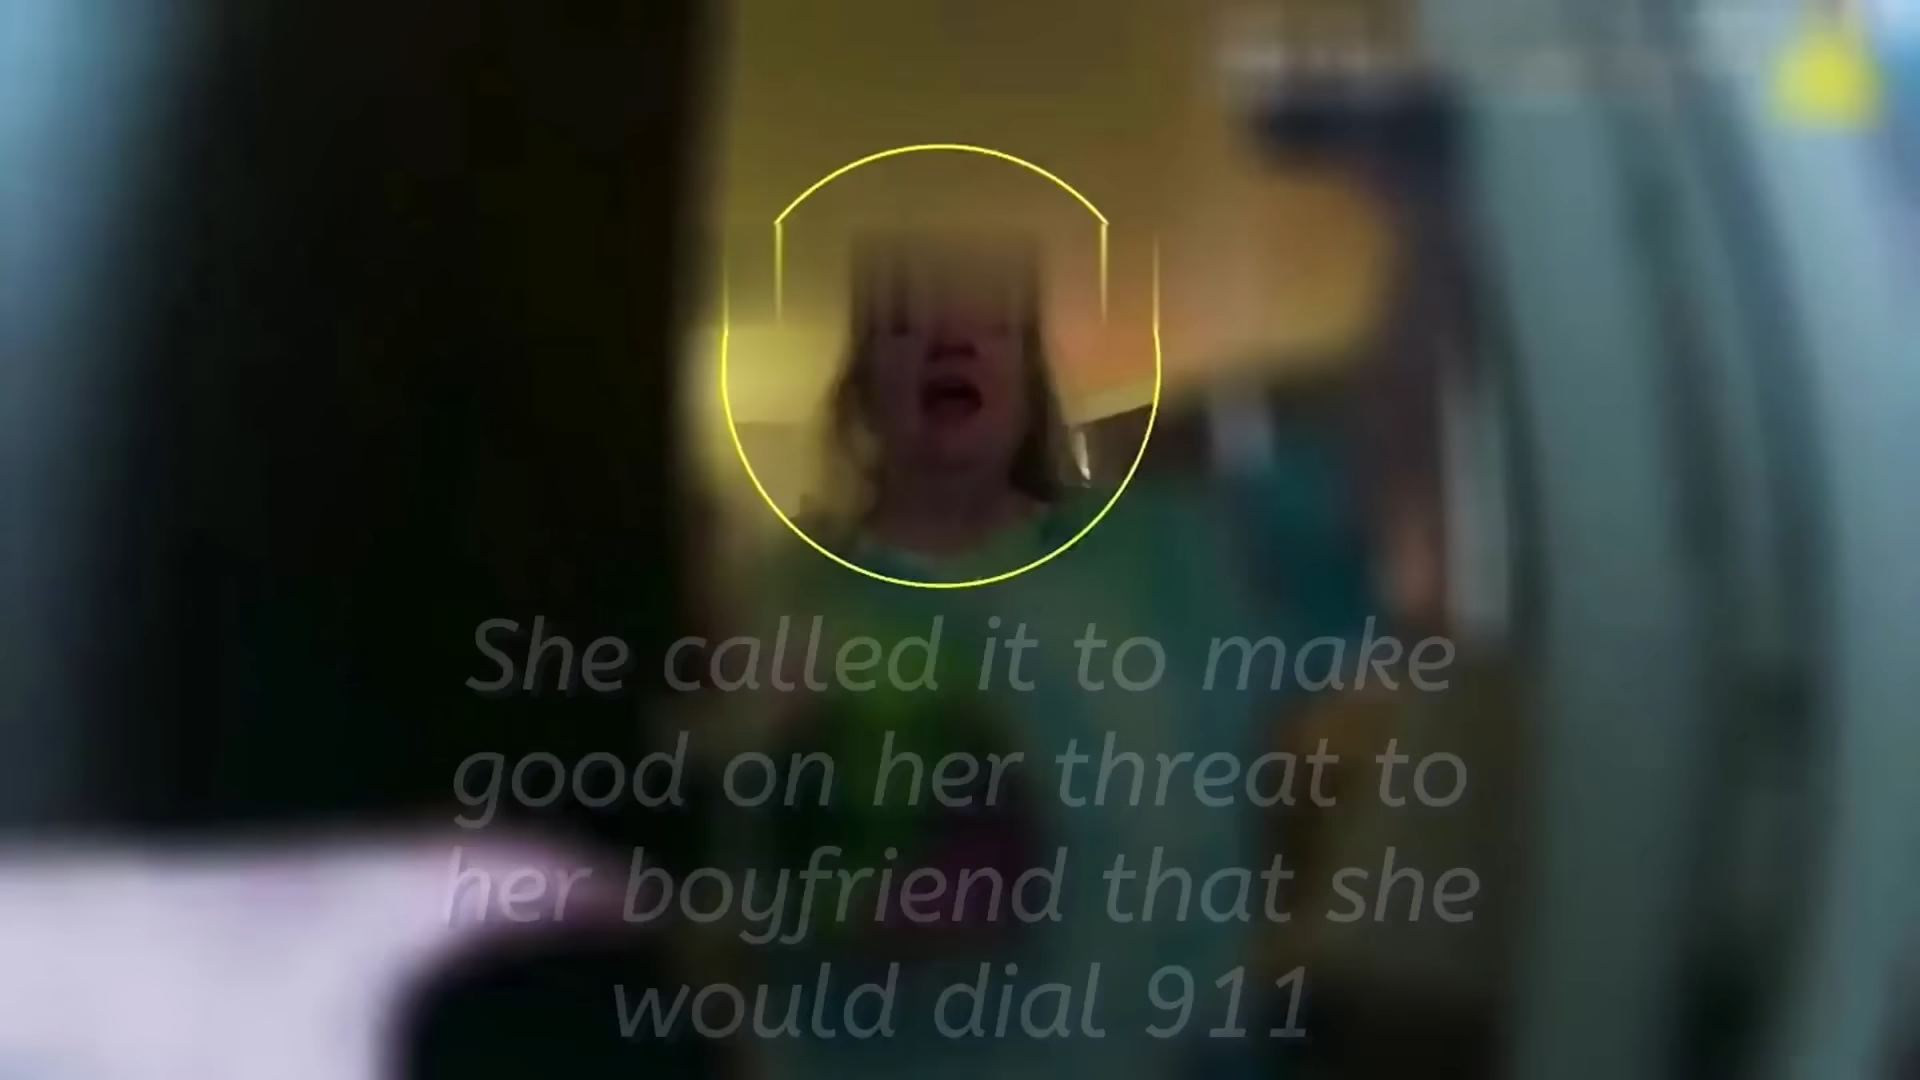 She called it to make
good on her threat to
her boyfriend that she
would dial 911